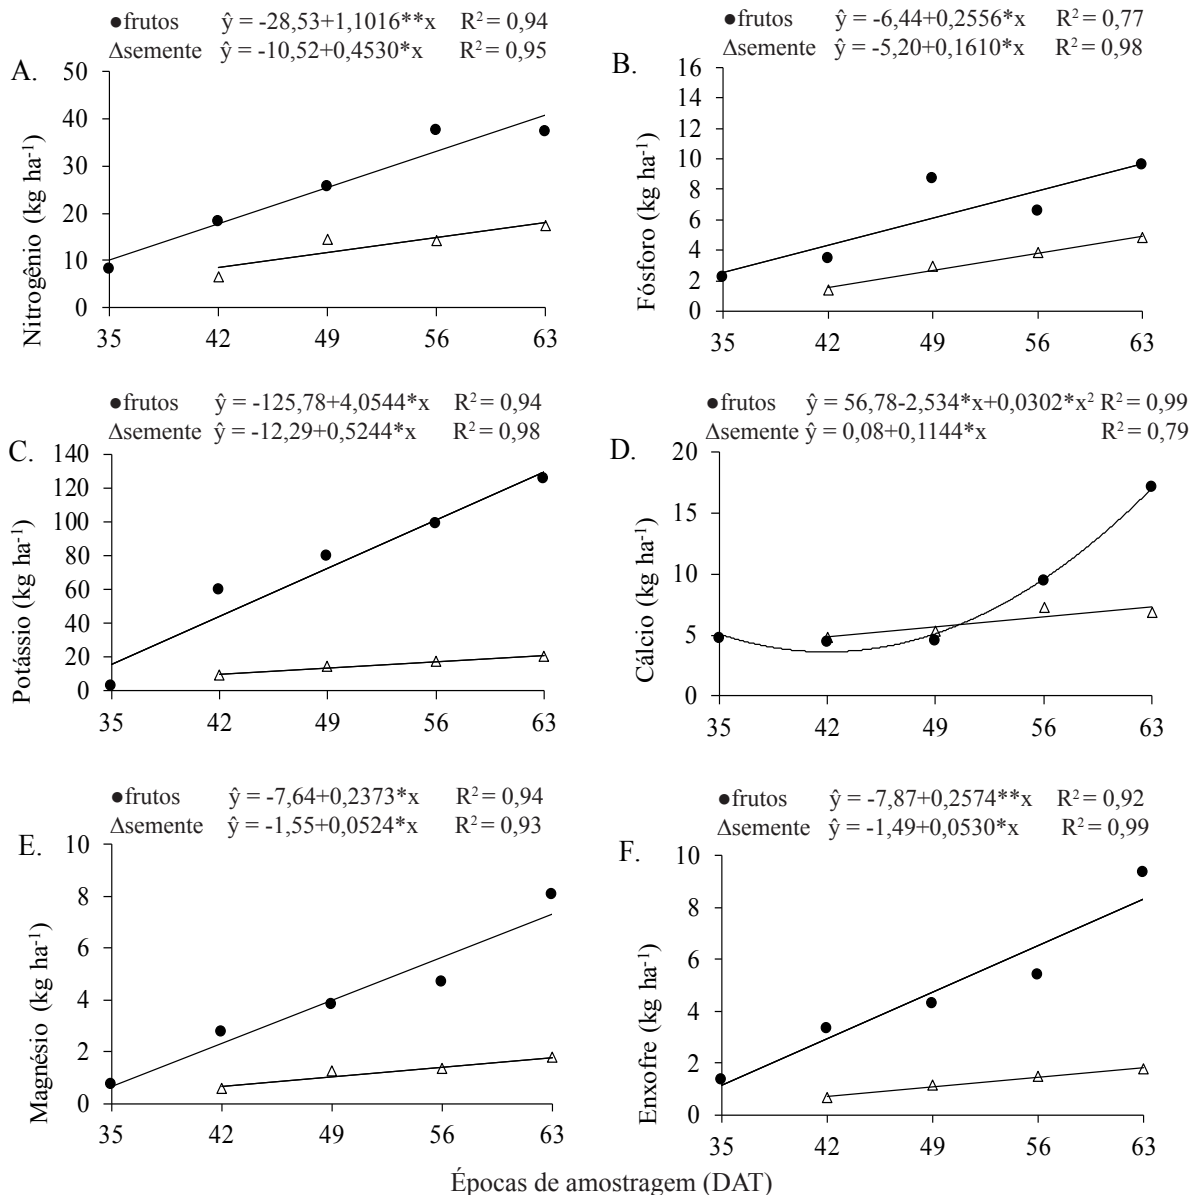 ●frutos ŷ = -28,53+1,1016**x R² = 0,94
Δsemente ŷ = -10,52+0,4530*x R² = 0,95
A.
50
40
30
20
10
0
Nitrogênio (kg ha⁻¹)
35 42 49 56 63
●frutos ŷ = -6,44+0,2556*x R² = 0,77
Δsemente ŷ = -5,20+0,1610*x R² = 0,98
B.
16
14
12
10
8
6
4
2
0
Fósforo (kg ha⁻¹)
35 42 49 56 63
●frutos ŷ = -125,78+4,0544*x R² = 0,94
Δsemente ŷ = -12,29+0,5244*x R² = 0,98
C.
140
120
100
80
60
40
20
0
Potássio (kg ha⁻¹)
35 42 49 56 63
●frutos ŷ = 56,78-2,534*x+0,0302*x² R² = 0,99
Δsemente ŷ = 0,08+0,1144*x R² = 0,79
D.
20
15
10
5
0
Cálcio (kg ha⁻¹)
35 42 49 56 63
●frutos ŷ = -7,64+0,2373*x R² = 0,94
Δsemente ŷ = -1,55+0,0524*x R² = 0,93
E.
10
8
6
4
2
0
Magnésio (kg ha⁻¹)
35 42 49 56 63
●frutos ŷ = -7,87+0,2574**x R² = 0,92
Δsemente ŷ = -1,49+0,0530*x R² = 0,99
F.
10
8
6
4
2
0
Enxofre (kg ha⁻¹)
35 42 49 56 63
Épocas de amostragem (DAT)